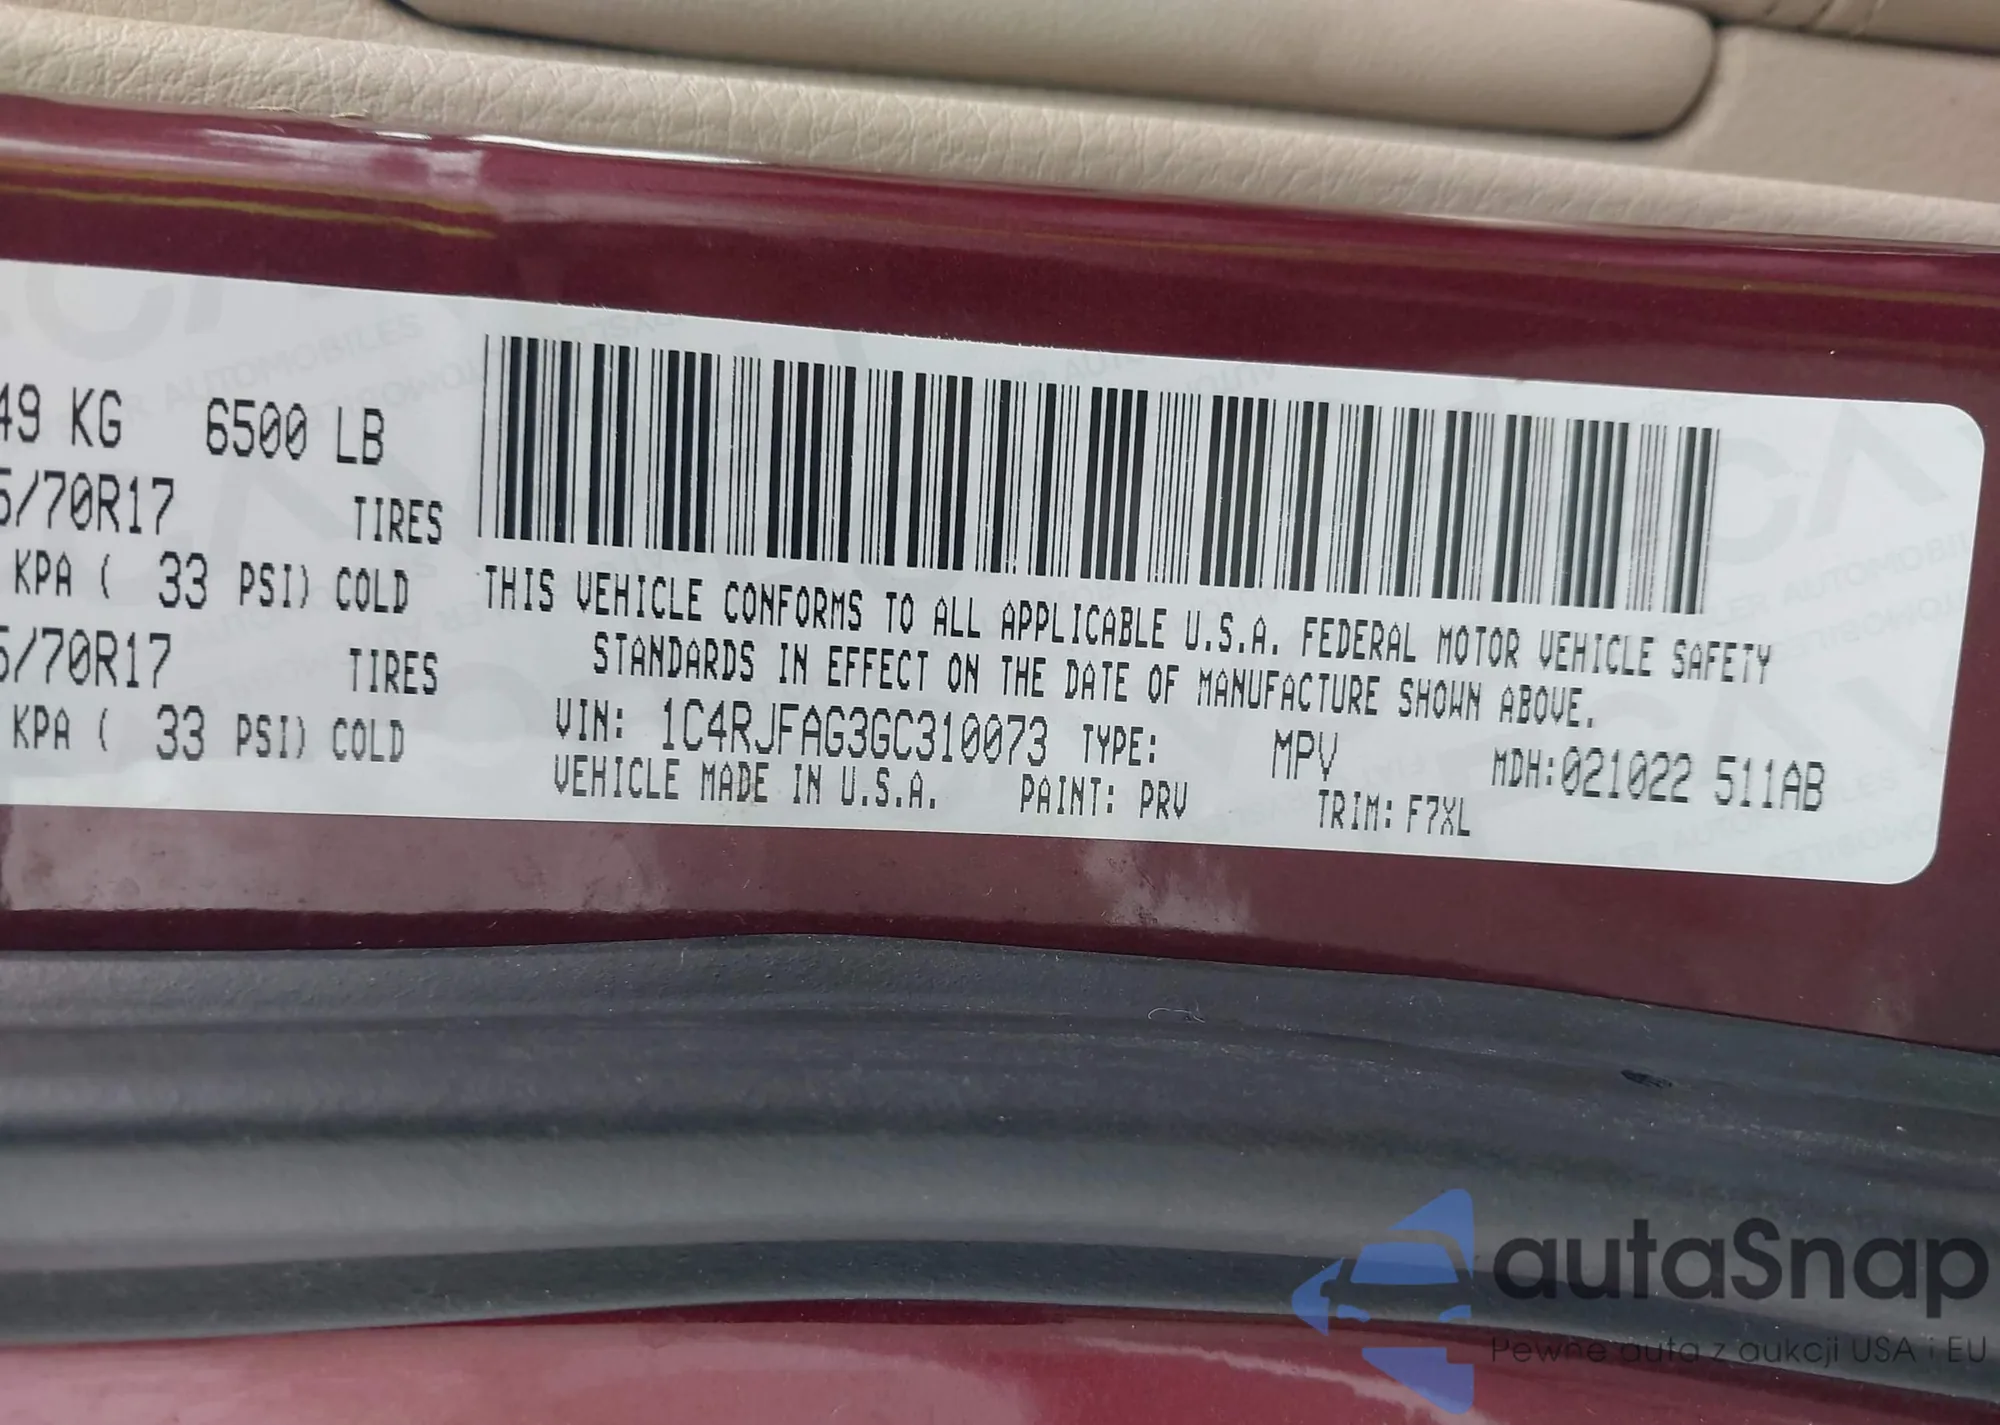 49 KG 6500 LB
5/70R17 TIRES
KPA ( 33 PSI) COLD
5/70R17 TIRES
KPA ( 33 PSI) COLD
THIS VEHICLE CONFORMS TO ALL APPLICABLE U.S.A. FEDERAL MOTOR VEHICLE SAFETY
STANDARDS IN EFFECT ON THE DATE OF MANUFACTURE SHOWN ABOVE.
VIN: 1C4RJFAG3GC310073 TYPE: MPV MDH:021022 511AB
VEHICLE MADE IN U.S.A. PAINT: PRV TRIM: F7XL
autaSnap
Pewne auta z aukcji USA i EU